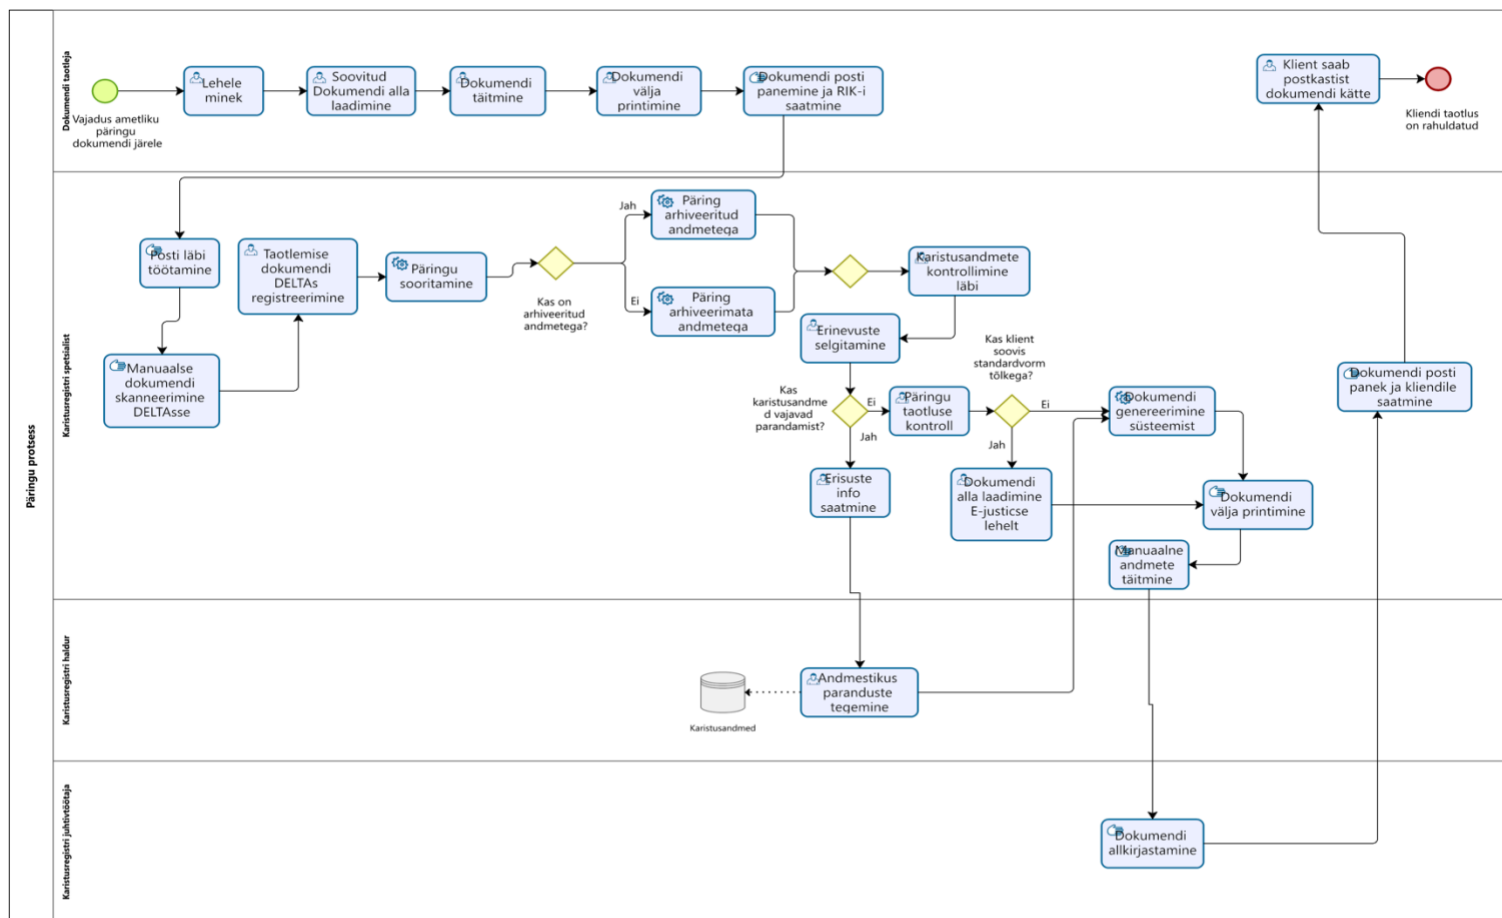 Päringu protsess
Dokumendi taotleja
Vajadus ametliku
päringu
dokumendi järele
Lehele
minek
Soovitud
Dokumendi alla
laadimine
Dokumendi
täitmine
Dokumendi
välja
printimine
Dokumendi posti
panemine ja RIK-i
saatmine
Klient saab
postkastist
dokumendi kätte
Kliendi taotlus
on rahuldatud
Karistusregistri spetsialist
Posti läbi
töötamine
Manuaalse
dokumendi
skanneerimine
DELTAsse
Taotlemise
dokumendi
DELTAs
registreerimine
Päringu
sooritamine
Kas on
arhiveeritud
andmetega?
Jah
Päring
arhiveeritud
andmetega
Ei
Päring
arhiveerimata
andmetega
Karistusandmete
kontrollimine
läbi
Erinevuste
selgitamine
Kas
karistusandme
d vajavad
parandamist?
Ei
Jah
Päringu
taotluse
kontroll
Kas klient
soovis
standardvorm
tõlkega?
Ei
Jah
Dokumendi
genereerimine
süsteemist
Erisuste
info
saatmine
Dokumendi
alla laadimine
E-justicse
lehelt
Dokumendi
välja printimine
Manuaalne
andmete
täitmine
Dokumendi posti
panek ja kliendile
saatmine
Karistusregistri haldur
Karistusandmed
Andmestikus
paranduste
tegemine
Karistusregistri juhtivtöötaja
Dokumendi
allkirjastamine